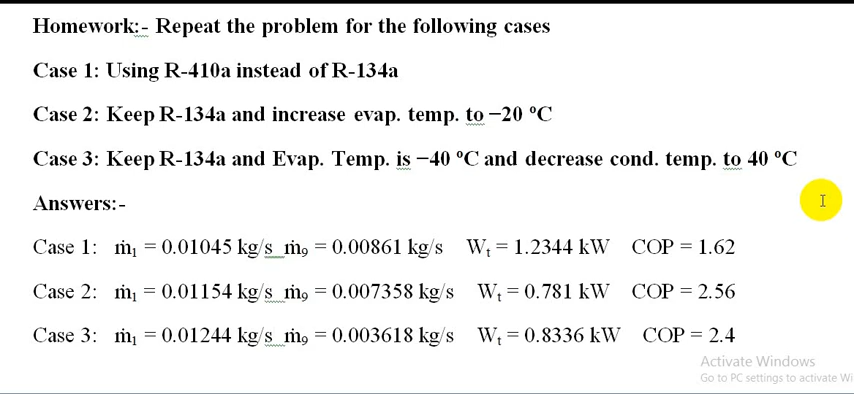 Homework:- Repeat the problem for the following cases
Case 1: Using R-410a instead of R-134a
Case 2: Keep R-134a and increase evap. temp. to −20 ºC
Case 3: Keep R-134a and Evap. Temp. is −40 ºC and decrease cond. temp. to 40 ºC
Answers:-
Case 1: ṁ₁ = 0.01045 kg/s ṁ₉ = 0.00861 kg/s Wₜ = 1.2344 kW COP = 1.62
Case 2: ṁ₁ = 0.01154 kg/s ṁ₉ = 0.007358 kg/s Wₜ = 0.781 kW COP = 2.56
Case 3: ṁ₁ = 0.01244 kg/s ṁ₉ = 0.003618 kg/s Wₜ = 0.8336 kW COP = 2.4
Activate Windows
Go to PC settings to activate Wi